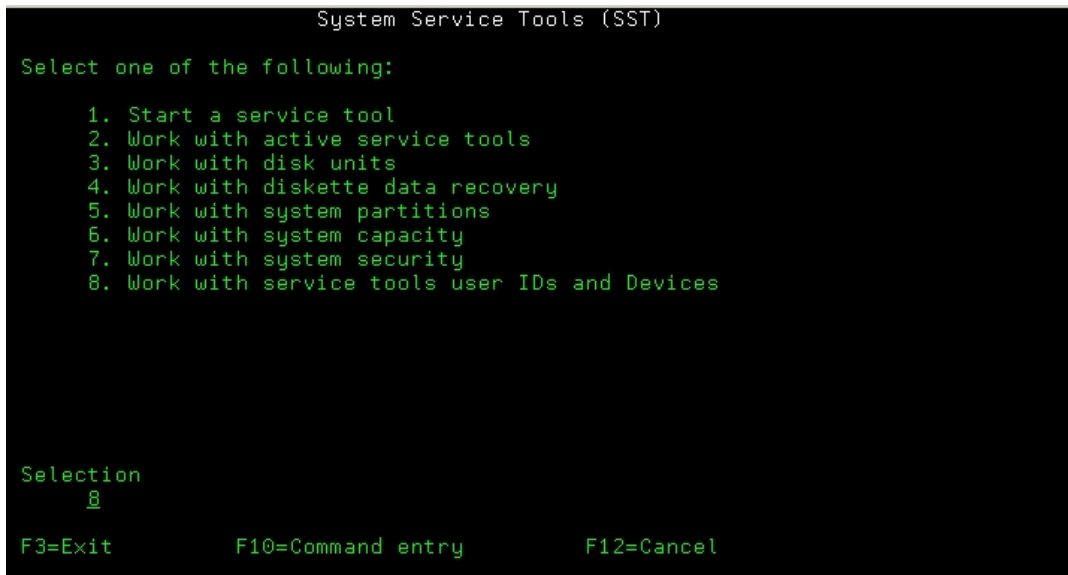 System Service Tools (SST)
Select one of the following:
1. Start a service tool
2. Work with active service tools
3. Work with disk units
4. Work with diskette data recovery
5. Work with system partitions
6. Work with system capacity
7. Work with system security
8. Work with service tools user IDs and Devices
Selection
8
F3=Exit F10=Command entry F12=Cancel